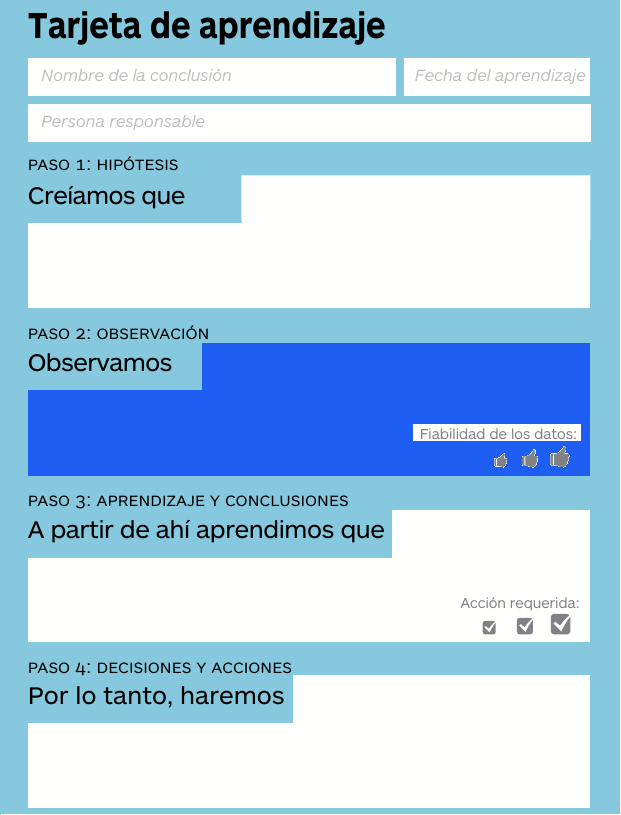 Tarjeta de aprendizaje
Nombre de la conclusión
Fecha del aprendizaje
Persona responsable
PASO 1: HIPÓTESIS
Creíamos que
PASO 2: OBSERVACIÓN
Observamos
Fiabilidad de los datos:
PASO 3: APRENDIZAJE Y CONCLUSIONES
A partir de ahí aprendimos que
Acción requerida:
PASO 4: DECISIONES Y ACCIONES
Por lo tanto, haremos